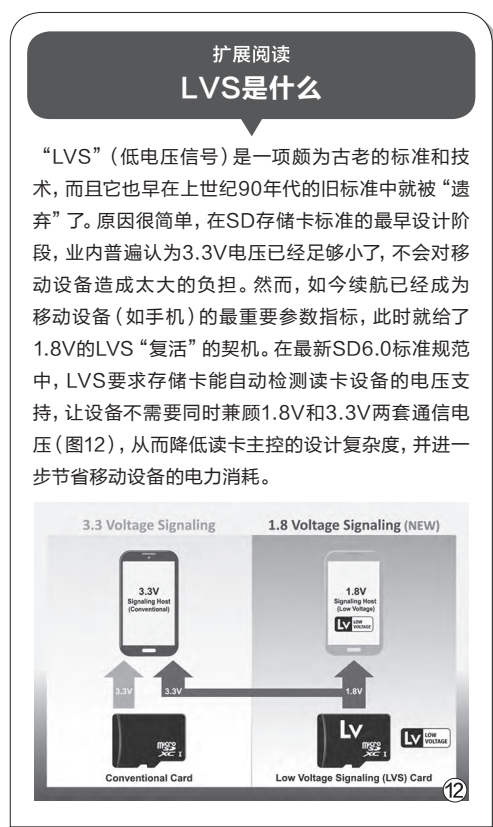 扩展阅读
LVS是什么
“LVS”（低电压信号）是一项颇为古老的标准和技
术，而且它也早在上世纪90年代的旧标准中就被“遗
弃”了。原因很简单，在SD存储卡标准的最早设计阶
段，业内普遍认为3.3V电压已经足够小了，不会对移
动设备造成太大的负担。然而，如今续航已经成为
移动设备（如手机）的最重要参数指标，此时就给了
1.8V的LVS“复活”的契机。在最新SD6.0标准规范
中，LVS要求存储卡能自动检测读卡设备的电压支
持，让设备不需要同时兼顾1.8V和3.3V两套通信电
压（图12），从而降低读卡主控的设计复杂度，并进一
步节省移动设备的电力消耗。
3.3 Voltage Signaling
1.8 Voltage Signaling (NEW)
3.3V
Signaling Host
(Conventional)
1.8V
Signaling Host
(Low Voltage)
LV LOW
VOLTAGE
3.3V
3.3V
1.8V
micro
SD
XC I
LV
micro
SD
XC I
LV LOW
VOLTAGE
Conventional Card
Low Voltage Signaling (LVS) Card
12